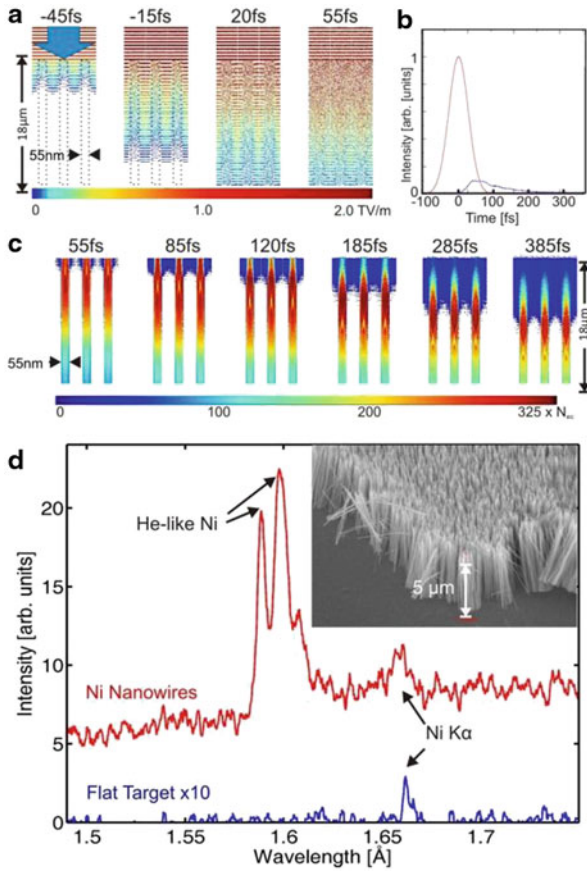 a
-45fs -15fs 20fs 55fs
18µm
55nm
0 1.0 2.0 TV/m
b
Intensity [arb. [units]
1
0
-100 0 100 200 300
Time [fs]
c
55fs 85fs 120fs 185fs 285fs 385fs
55nm
18µm
0 100 200 325 x Nec
d
Intensity [arb. units]
20
15
10
5
0
He-like Ni
5 µm
Ni Nanowires
Ni Kα
Flat Target x10
1.5 1.55 1.6 1.65 1.7
Wavelength [Å]